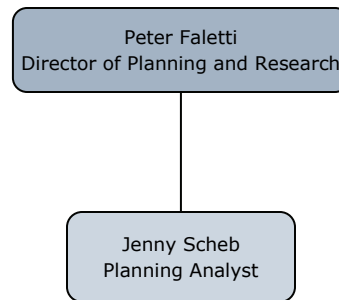 Peter Faletti
Director of Planning and Research
Jenny Scheb
Planning Analyst